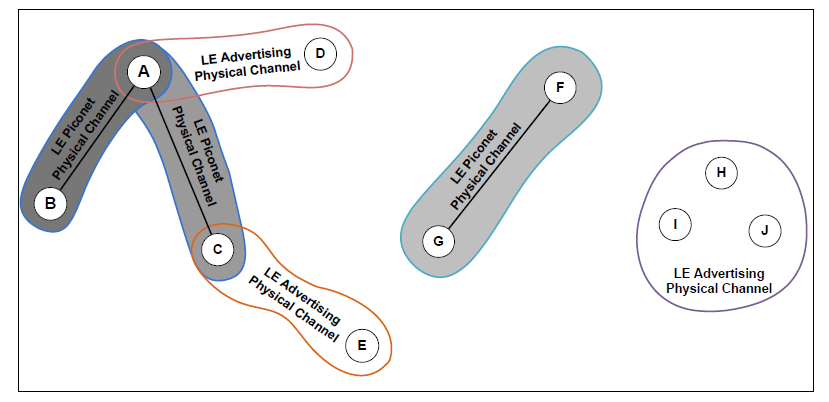 A
LE Advertising
Physical Channel
D
LE Piconet
Physical Channel
LE Piconet
Physical Channel
B
C
LE Advertising
Physical Channel
E
F
LE Piconet
Physical Channel
G
H
I
J
LE Advertising
Physical Channel